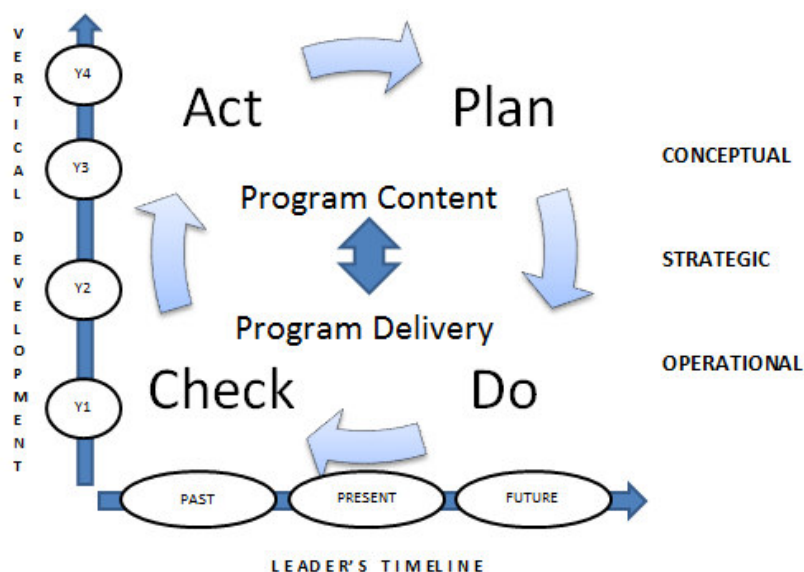 VERTICAL DEVELOPMENT
Y4
Y3
Y2
Y1
Act
Plan
Program Content
Program Delivery
Check
Do
CONCEPTUAL
STRATEGIC
OPERATIONAL
PAST
PRESENT
FUTURE
LEADER'S TIMELINE